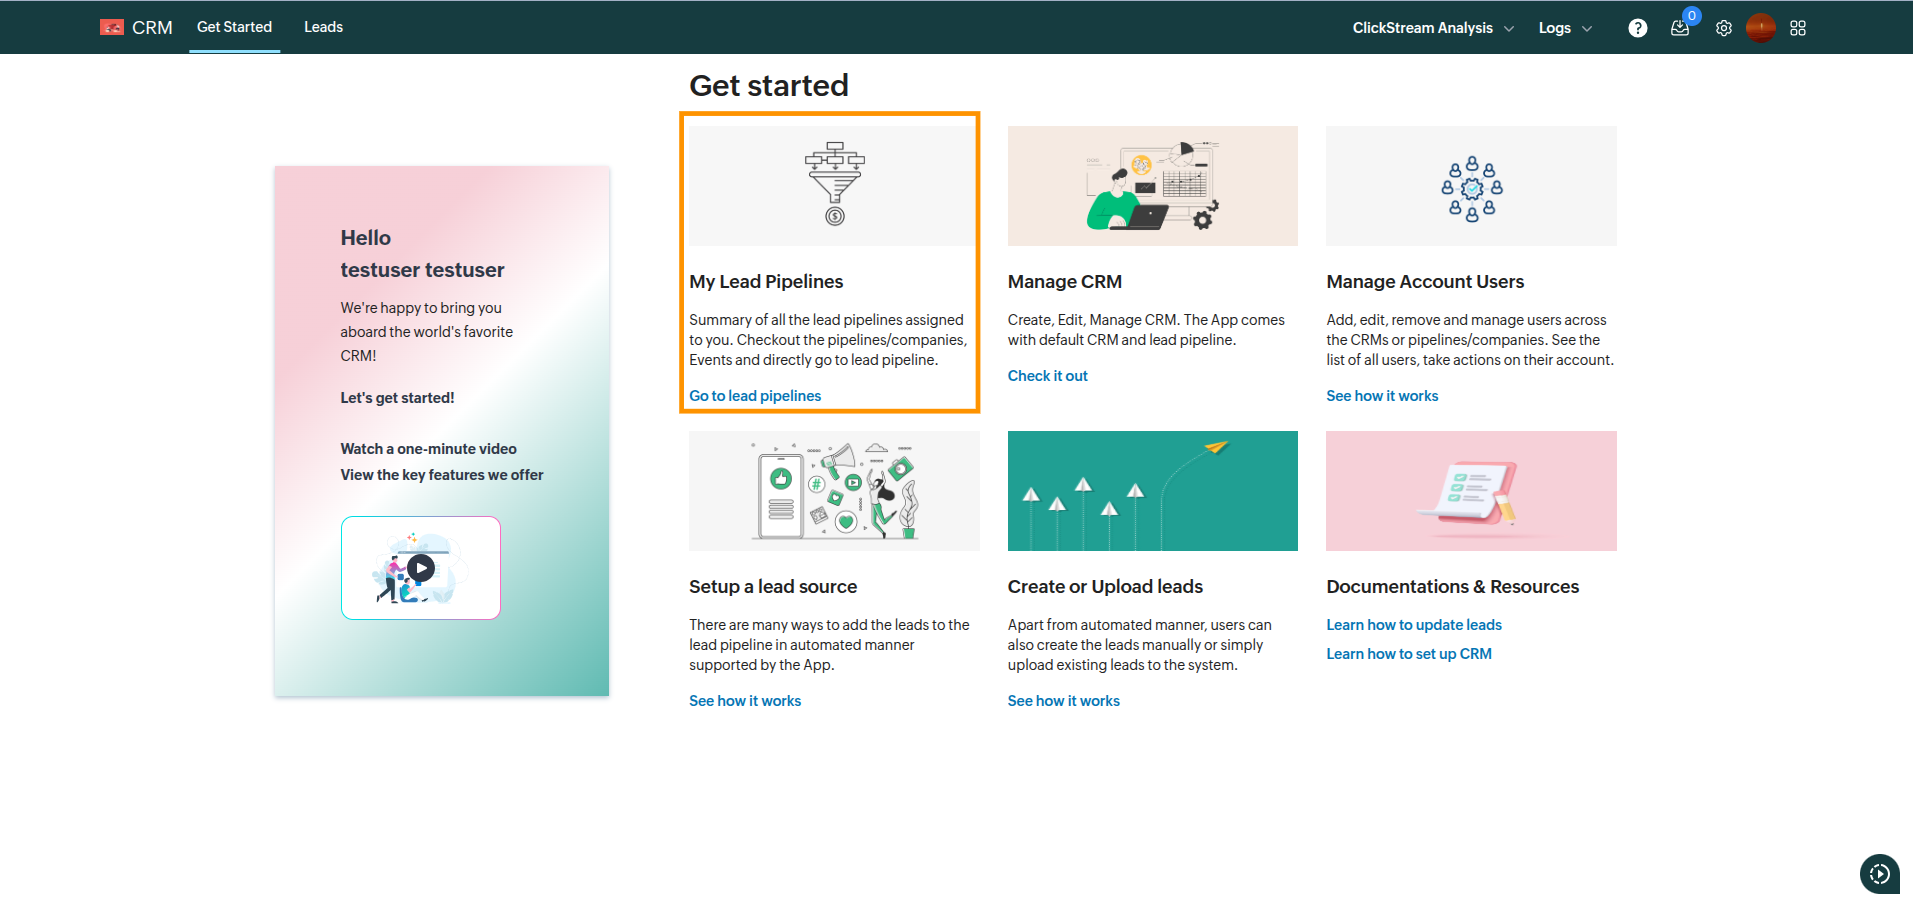 CRM
Get Started
Leads
ClickStream Analysis
Logs
?
0
Get started
Hello
testuser testuser
We're happy to bring you
aboard the world's favorite
CRM!
Let's get started!
Watch a one-minute video
View the key features we offer
$
My Lead Pipelines
Summary of all the lead pipelines assigned
to you. Checkout the pipelines/companies,
Events and directly go to lead pipeline.
Go to lead pipelines
Manage CRM
Create, Edit, Manage CRM. The App comes
with default CRM and lead pipeline.
Check it out
Manage Account Users
Add, edit, remove and manage users across
the CRMs or pipelines/companies. See the
list of all users, take actions on their account.
See how it works
#
Setup a lead source
There are many ways to add the leads to the
lead pipeline in automated manner
supported by the App.
See how it works
Create or Upload leads
Apart from automated manner, users can
also create the leads manually or simply
upload existing leads to the system.
See how it works
Documentations & Resources
Learn how to update leads
Learn how to set up CRM